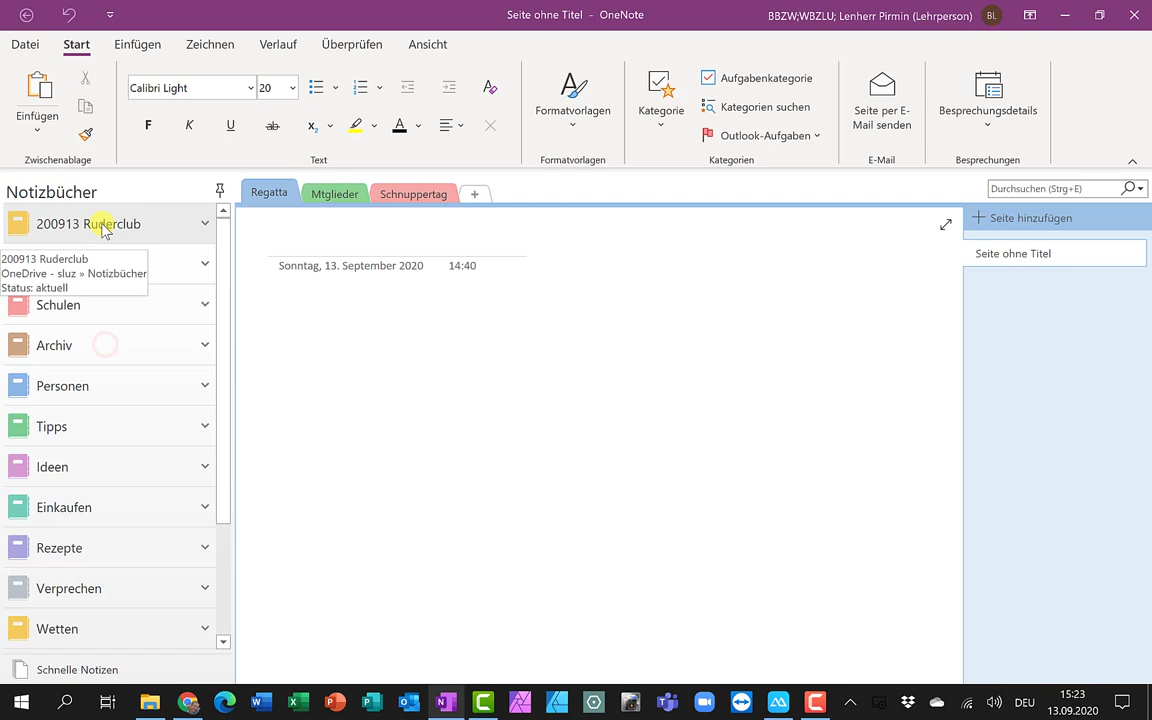 Seite ohne Titel - OneNote
BBZW;WBZLU; Lenherr Pirmin (Lehrperson)
BL
Datei
Start
Einfügen
Zeichnen
Verlauf
Überprüfen
Ansicht
Einfügen
Zwischenablage
Calibri Light
20
F
K
U
ab
x₂
A
Text
Formatvorlagen
Formatvorlagen
Kategorie
Aufgabenkategorie
Kategorien suchen
Outlook-Aufgaben
Kategorien
Seite per E-
Mail senden
E-Mail
Besprechungsdetails
Besprechungen
Notizbücher
Regatta
Mtglieder
Schnuppertag
+
Durchsuchen (Strg+E)
200913 Ruderclub
200913 Ruderclub
OneDrive - sluz » Notizbücher
Status: aktuell
Schulen
Archiv
Personen
Tipps
Ideen
Einkaufen
Rezepte
Verprechen
Wetten
Schnelle Notizen
Sonntag, 13. September 2020
14:40
Seite hinzufügen
Seite ohne Titel
DEU
15:23
13.09.2020